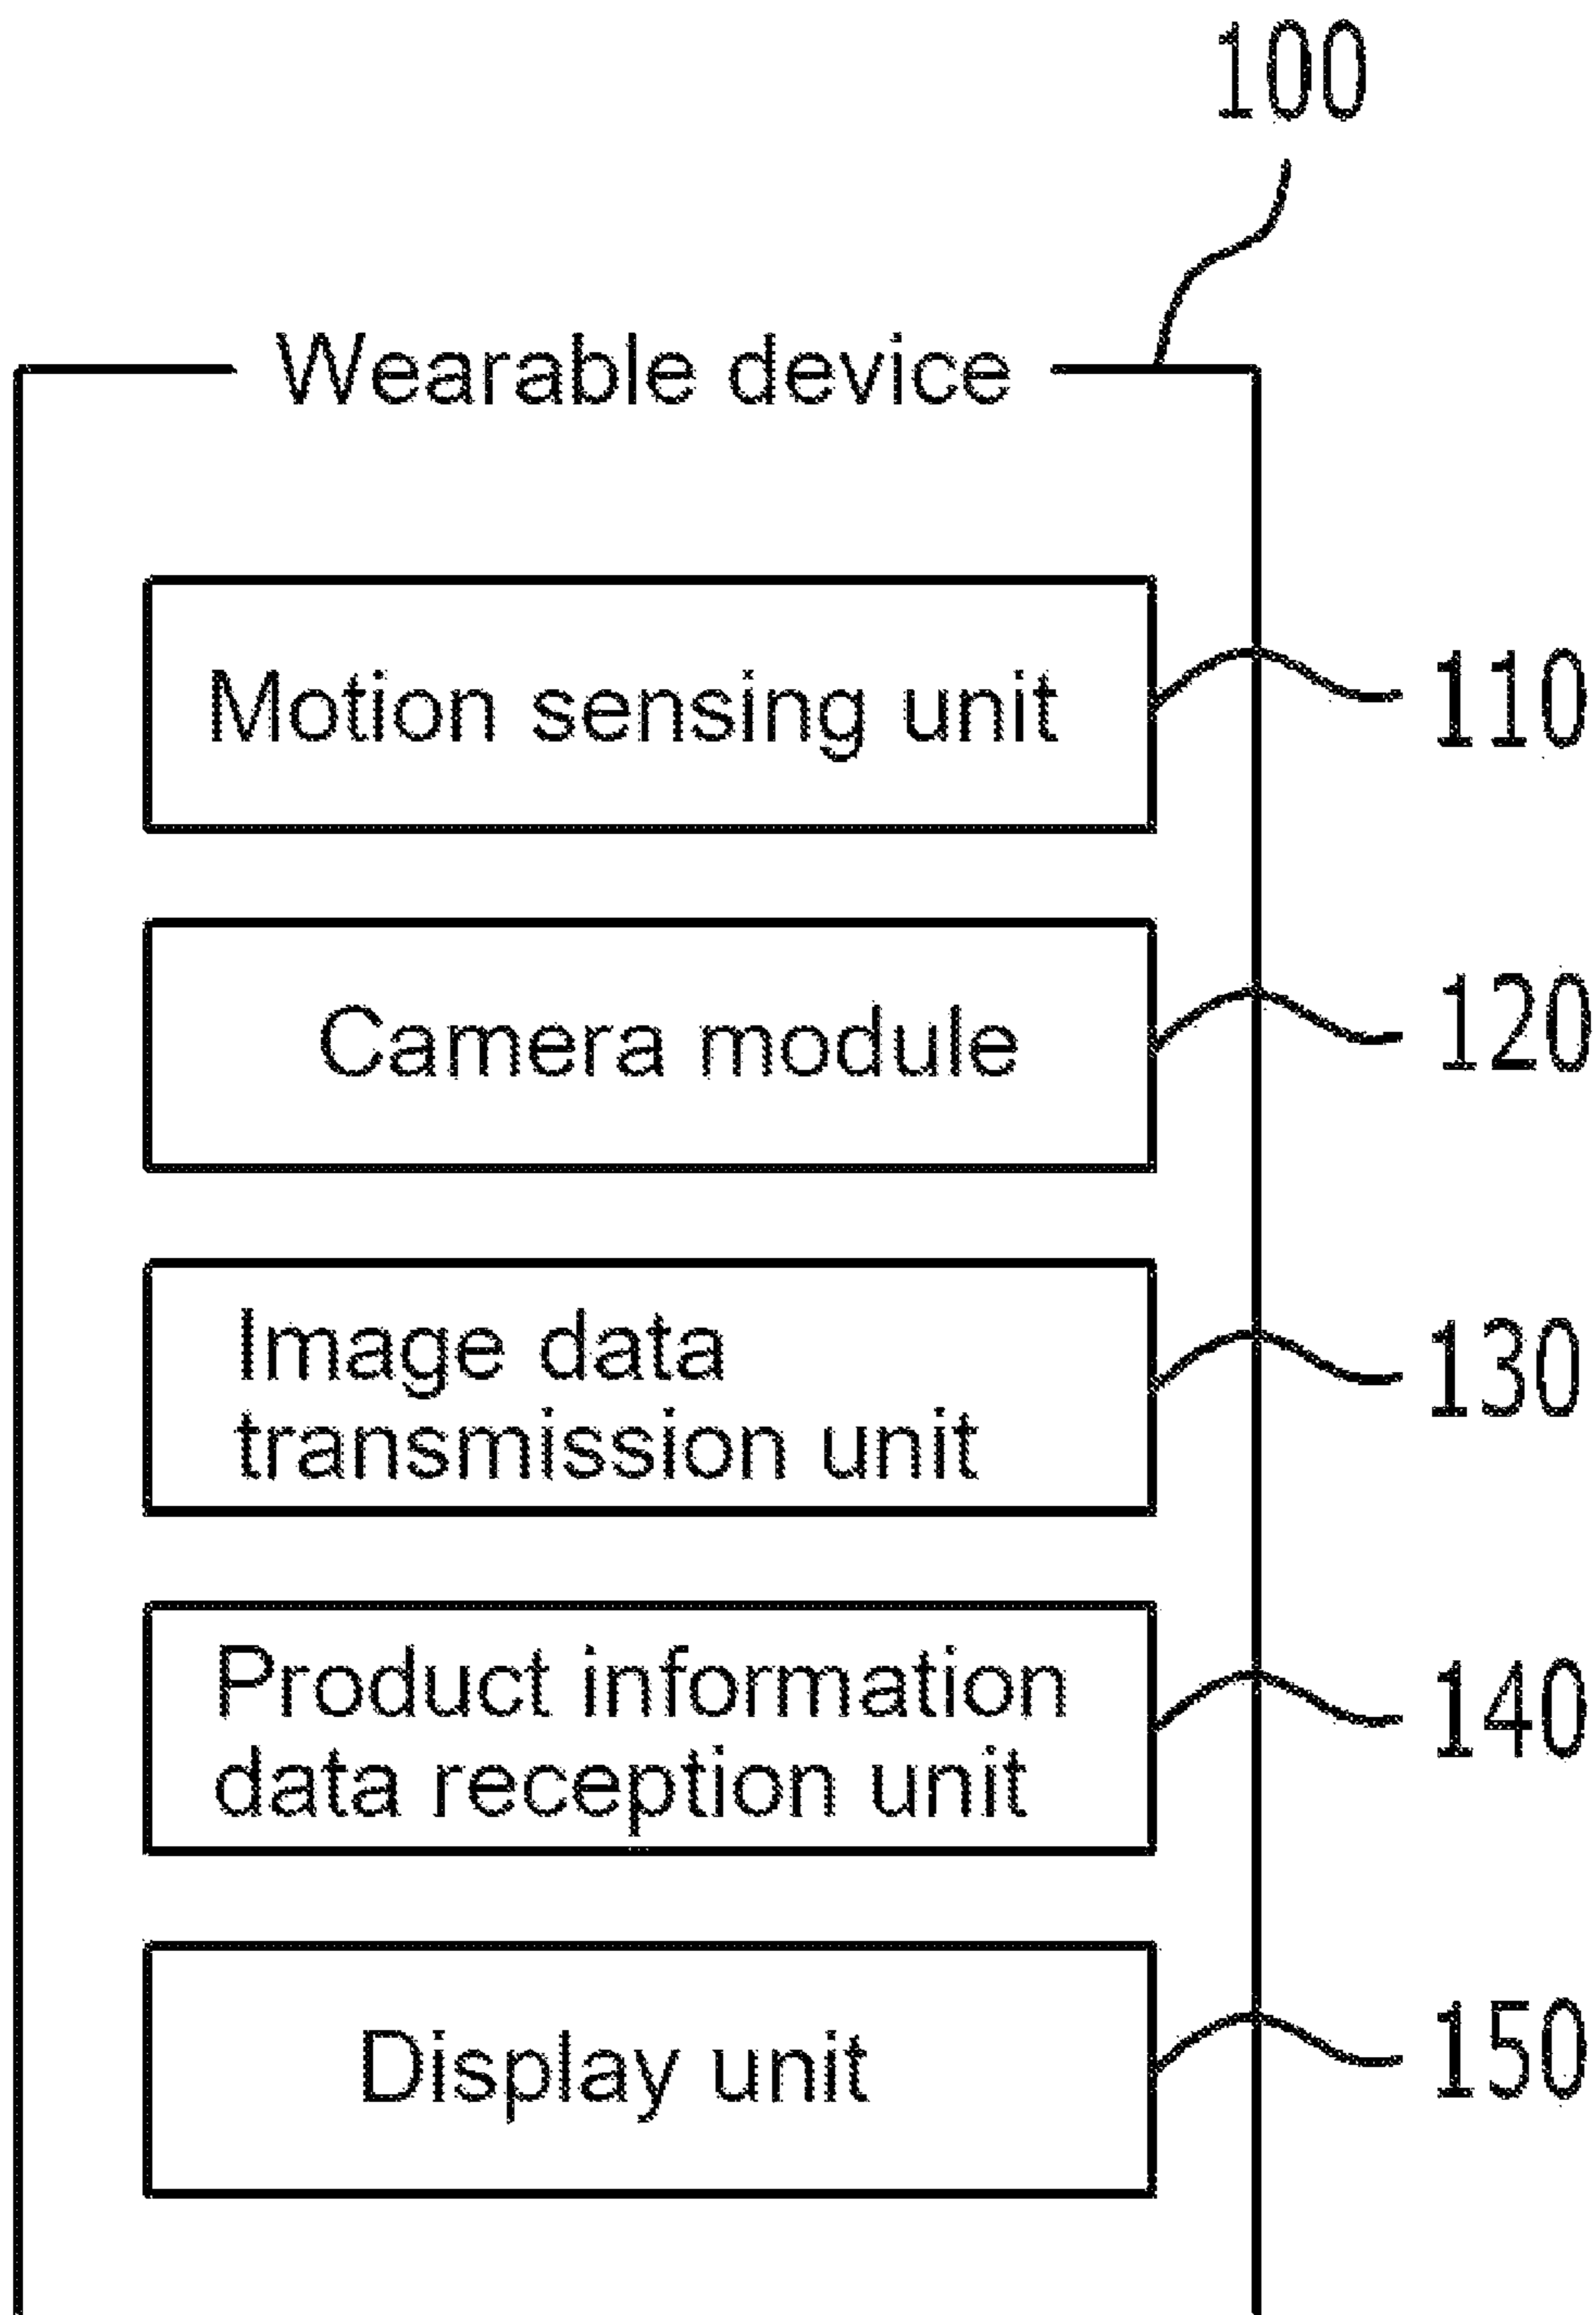 100
Wearable device
Motion sensing unit
110
Camera module
120
Image data
transmission unit
130
Product information
data reception unit
140
Display unit
150